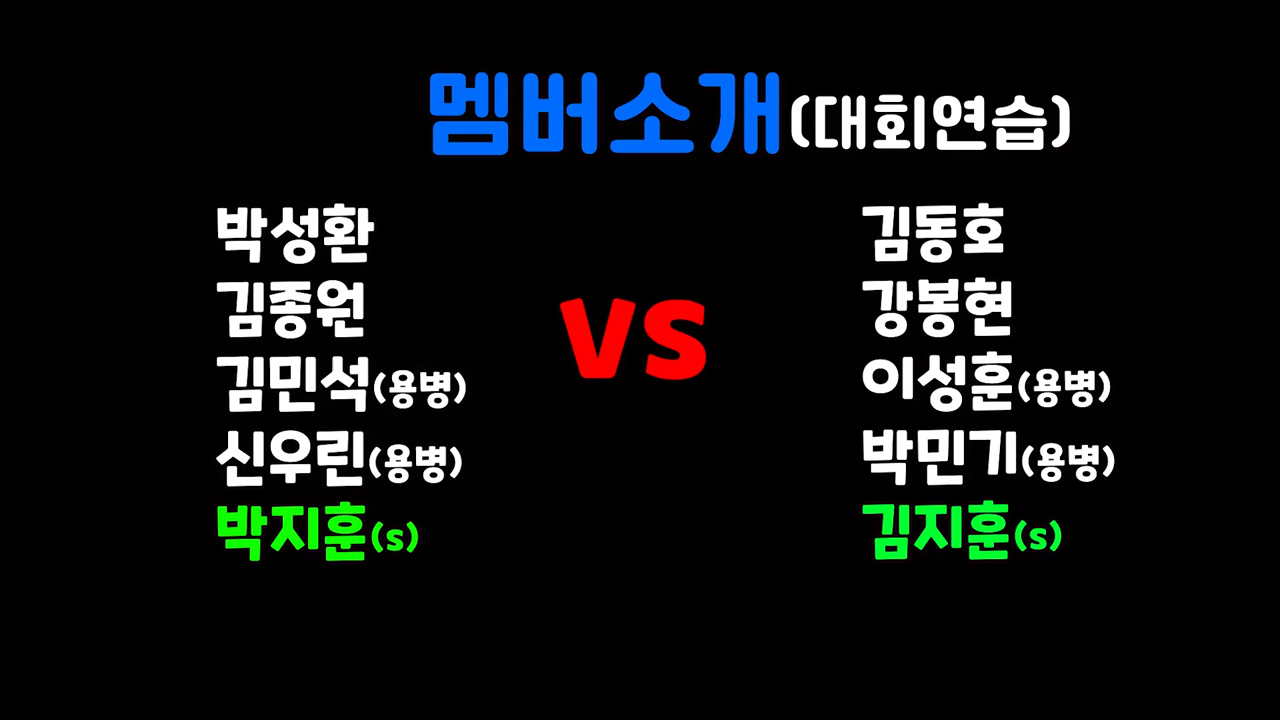 멤버소개(대회연습)
박성환
김종원
김민석(용병)
신우린(용병)
박지훈(s)
VS
김동호
강봉현
이성훈(용병)
박민기(용병)
김지훈(s)